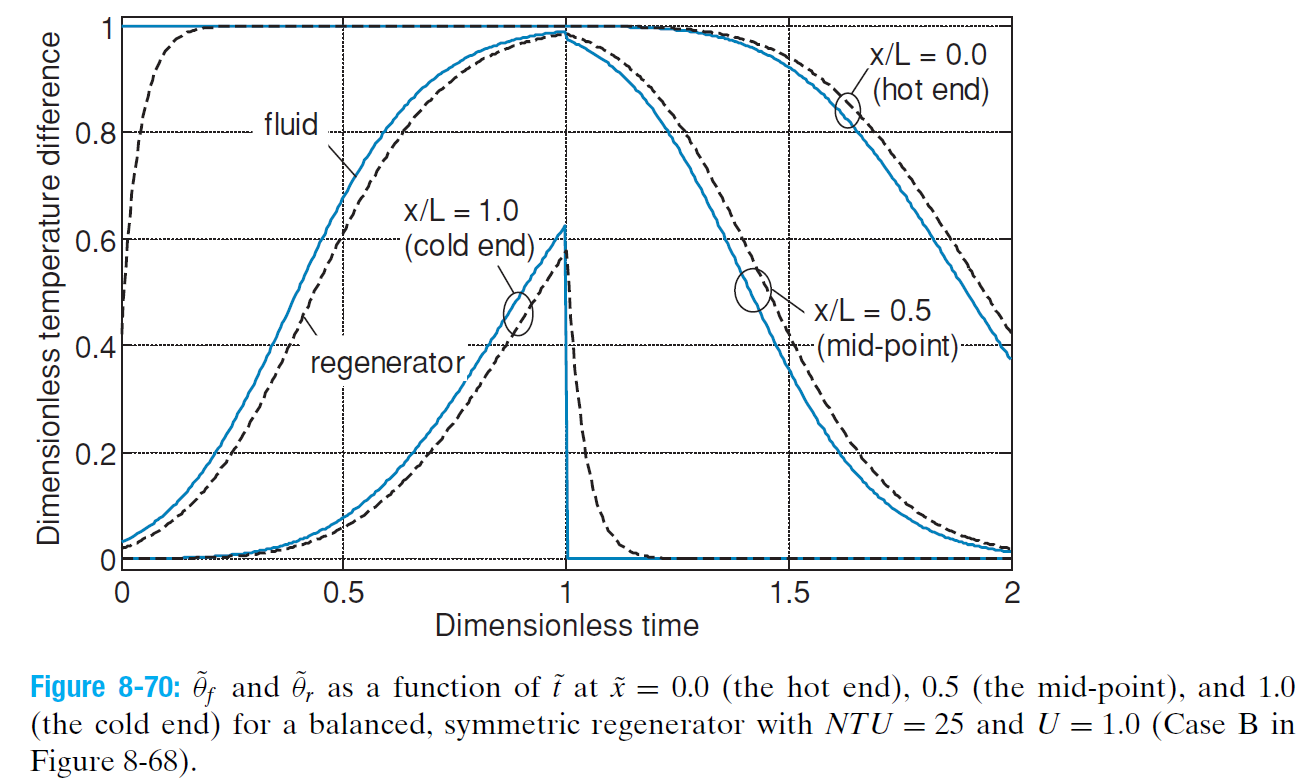 Dimensionless temperature difference
1
0.8
0.6
0.4
0.2
0
fluid
x/L = 0.0
(hot end)
x/L = 1.0
(cold end)
x/L = 0.5
(mid-point)
regenerator
0
0.5
1
1.5
2
Dimensionless time
Figure 8-70: θ̃f and θ̃r as a function of t̃ at x̃ = 0.0 (the hot end), 0.5 (the mid-point), and 1.0
(the cold end) for a balanced, symmetric regenerator with NTU = 25 and U = 1.0 (Case B in
Figure 8-68).